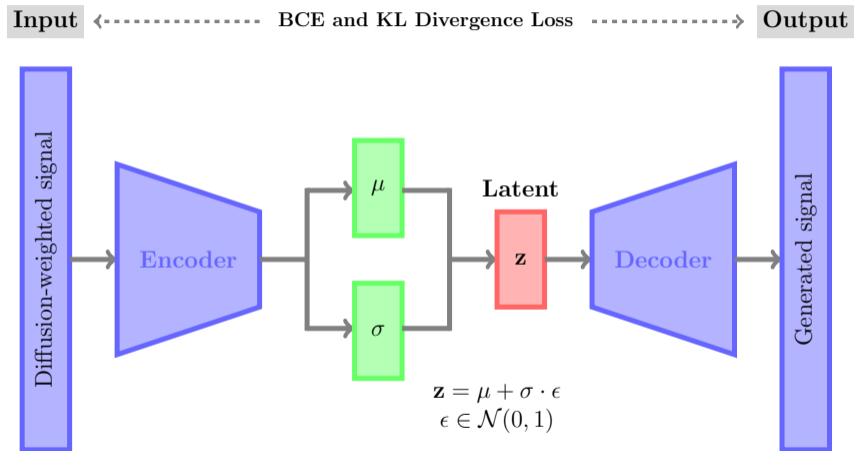 Input
BCE and KL Divergence Loss
Output
Diffusion-weighted signal
Encoder
μ
σ
Latent
z
Decoder
Generated signal
z = μ + σ · ϵ
ϵ ∈ 𝒩(0, 1)